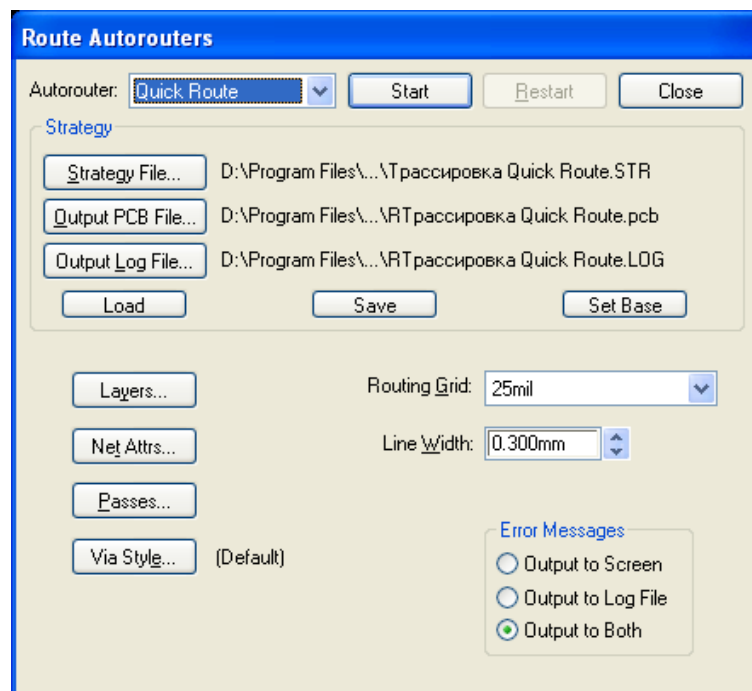 Route Autorouters
Autorouter: Quick Route Start Restart Close
Strategy
Strategy File... D:\Program Files\...\Трассировка Quick Route.STR
Output PCB File... D:\Program Files\...\RТрассировка Quick Route.pcb
Output Log File... D:\Program Files\...\RТрассировка Quick Route.LOG
Load Save Set Base
Layers... Routing Grid: 25mil
Net Attrs... Line Width: 0.300mm
Passes...
Via Style... (Default)
Error Messages
Output to Screen
Output to Log File
Output to Both